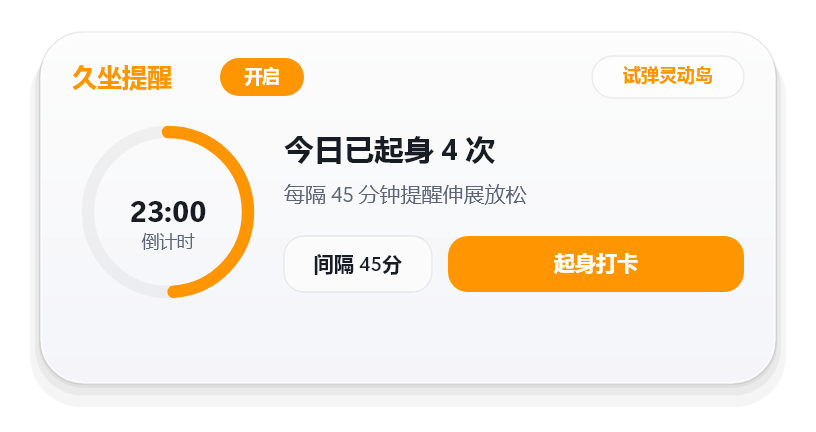 久坐提醒
开启
试弹灵动岛
今日已起身 4 次
每隔 45 分钟提醒伸展放松
23:00
倒计时
间隔 45分
起身打卡